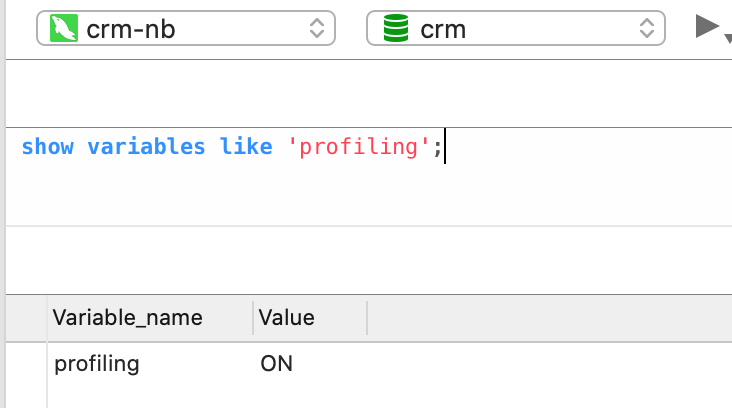 crm-nb crm
show variables like 'profiling';
Variable_name Value
profiling ON